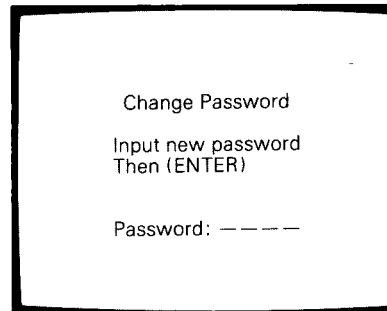 Change Password
Input new password
Then (ENTER)
Password: – – – –